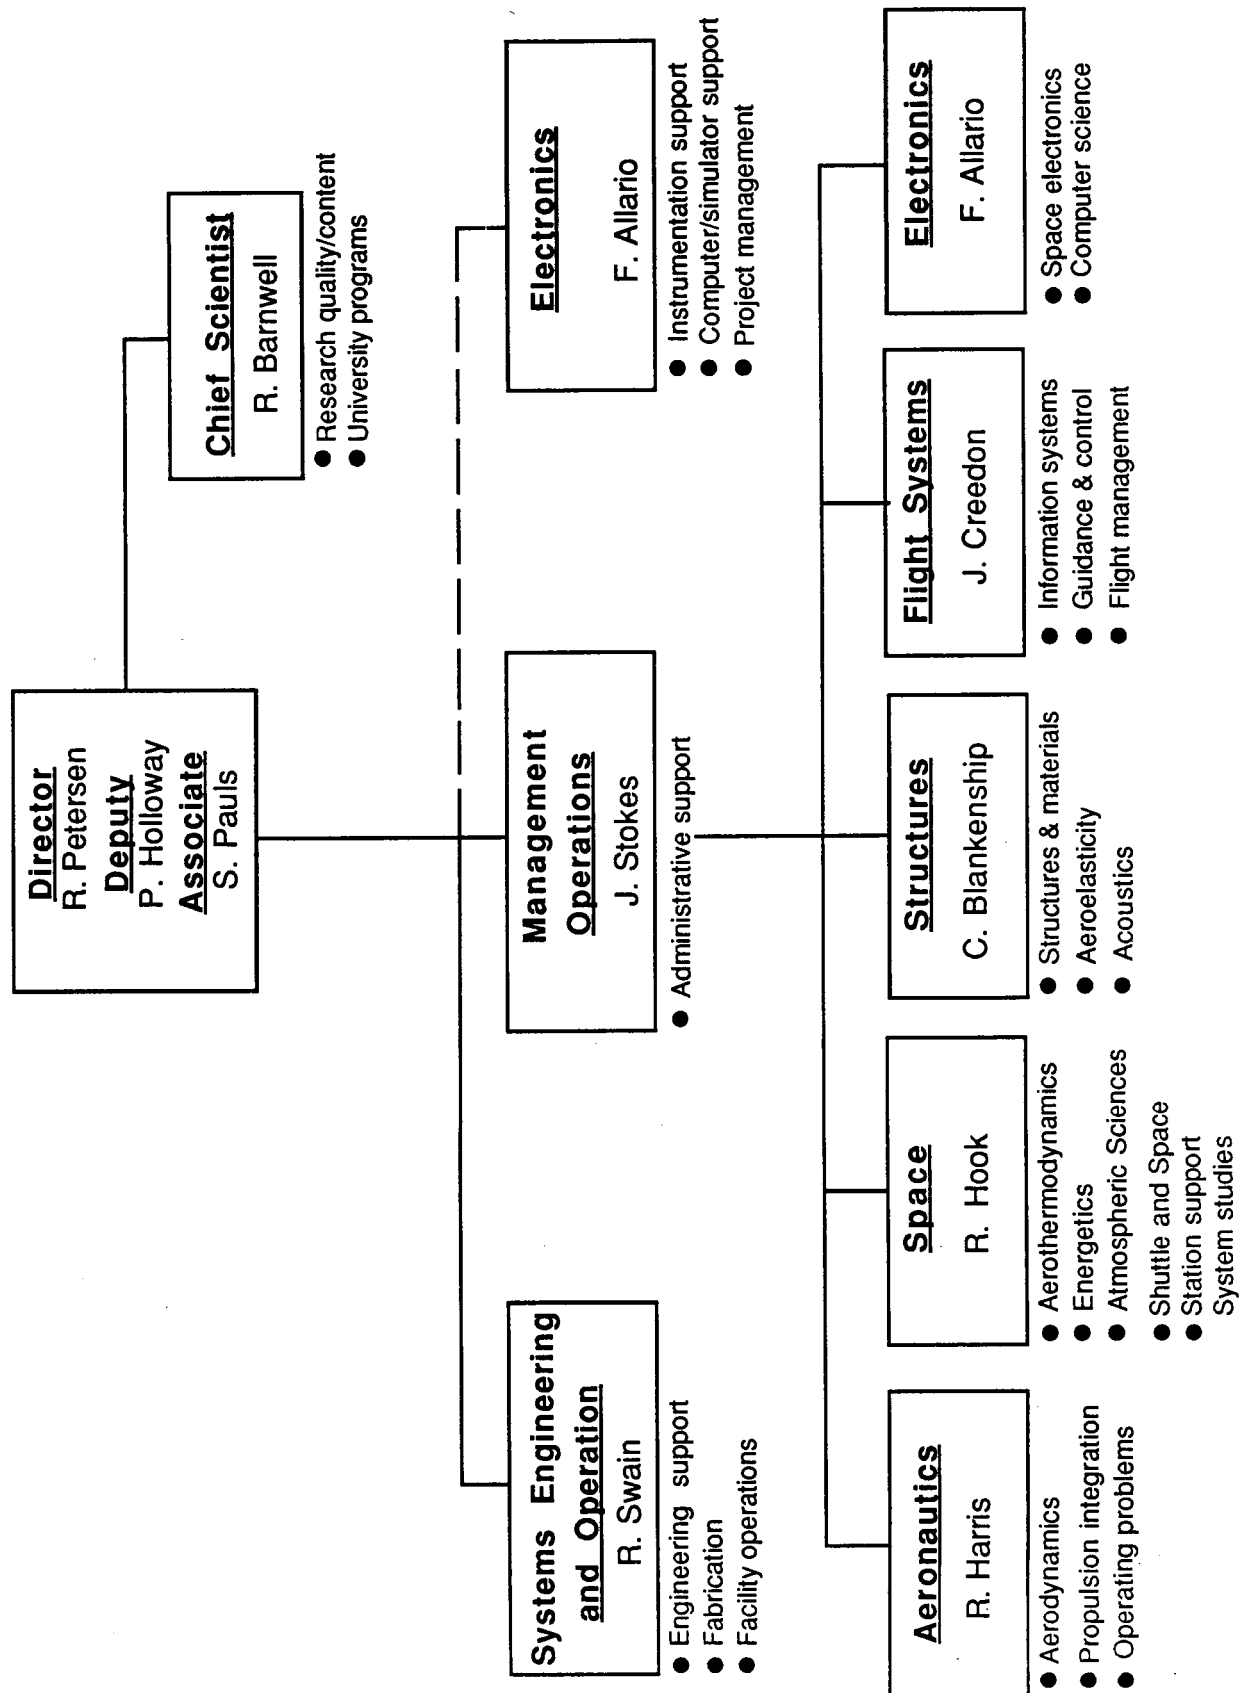 Director
R. Petersen
Deputy
P. Holloway
Associate
S. Pauls
Chief Scientist
R. Barnwell
● Research quality/content
● University programs
Systems Engineering
and Operation
R. Swain
● Engineering support
● Fabrication
● Facility operations
Management
Operations
J. Stokes
● Administrative support
Electronics
F. Allario
● Instrumentation support
● Computer/simulator support
● Project management
Aeronautics
R. Harris
● Aerodynamics
● Propulsion integration
● Operating problems
Space
R. Hook
● Aerothermodynamics
● Energetics
● Atmospheric Sciences
● Shuttle and Space
● Station support
System studies
Structures
C. Blankenship
● Structures & materials
● Aeroelasticity
● Acoustics
Flight Systems
J. Creedon
● Information systems
● Guidance & control
● Flight management
Electronics
F. Allario
● Space electronics
● Computer science